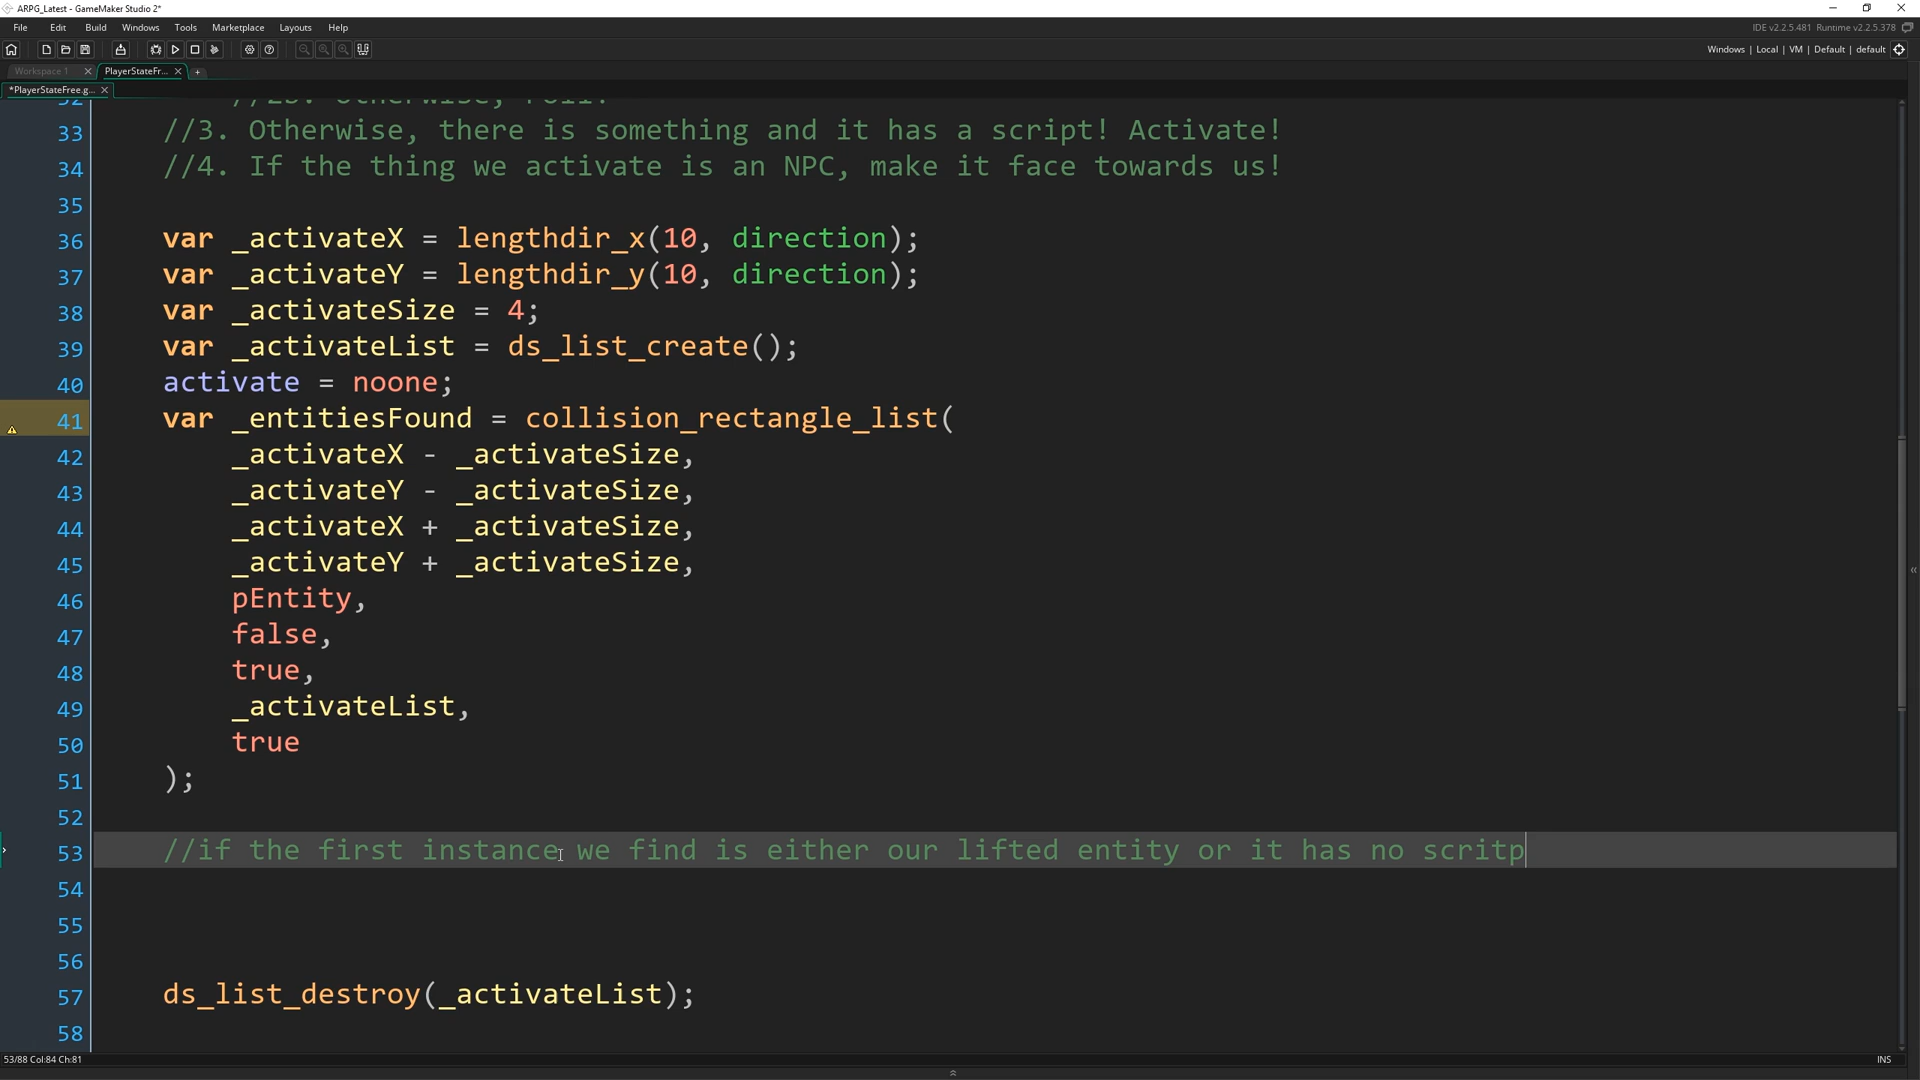 ARPG_Latest - GameMaker Studio 2*
File Edit Build Windows Tools Marketplace Layouts Help
IDE v2.2.5.481 Runtime v2.2.5.378
Windows | Local | VM | Default | default
Workspace 1 PlayerStateFr...
*PlayerStateFree.g...
33 //3. Otherwise, there is something and it has a script! Activate!
34 //4. If the thing we activate is an NPC, make it face towards us!
35
36 var _activateX = lengthdir_x(10, direction);
37 var _activateY = lengthdir_y(10, direction);
38 var _activateSize = 4;
39 var _activateList = ds_list_create();
40 activate = noone;
41 var _entitiesFound = collision_rectangle_list(
42 _activateX - _activateSize,
43 _activateY - _activateSize,
44 _activateX + _activateSize,
45 _activateY + _activateSize,
46 pEntity,
47 false,
48 true,
49 _activateList,
50 true
51 );
52
53 //if the first instance we find is either our lifted entity or it has no scritp
54
55
56
57 ds_list_destroy(_activateList);
58
53/88 Col:84 Ch:81
INS